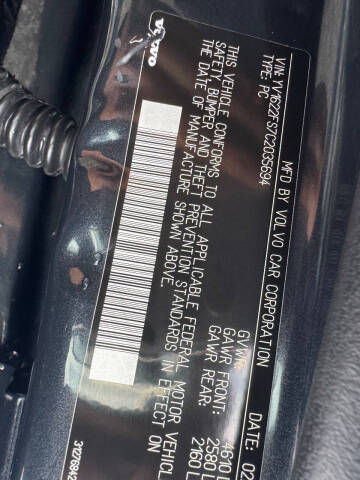 VOLVO
MFD BY VOLVO CAR CORPORATION DATE: 02
GVWR: 4610 L
GAWR FRONT: 2580 L
GAWR REAR: 2160 L
THIS VEHICLE CONFORMS TO ALL APPLICABLE FEDERAL MOTOR VEHICL
SAFETY, BUMPER, AND THEFT PREVENTION STANDARDS IN EFFECT ON
THE DATE OF MANUFACTURE SHOWN ABOVE.
VIN: YV1622FS7C2035694
TYPE: PC